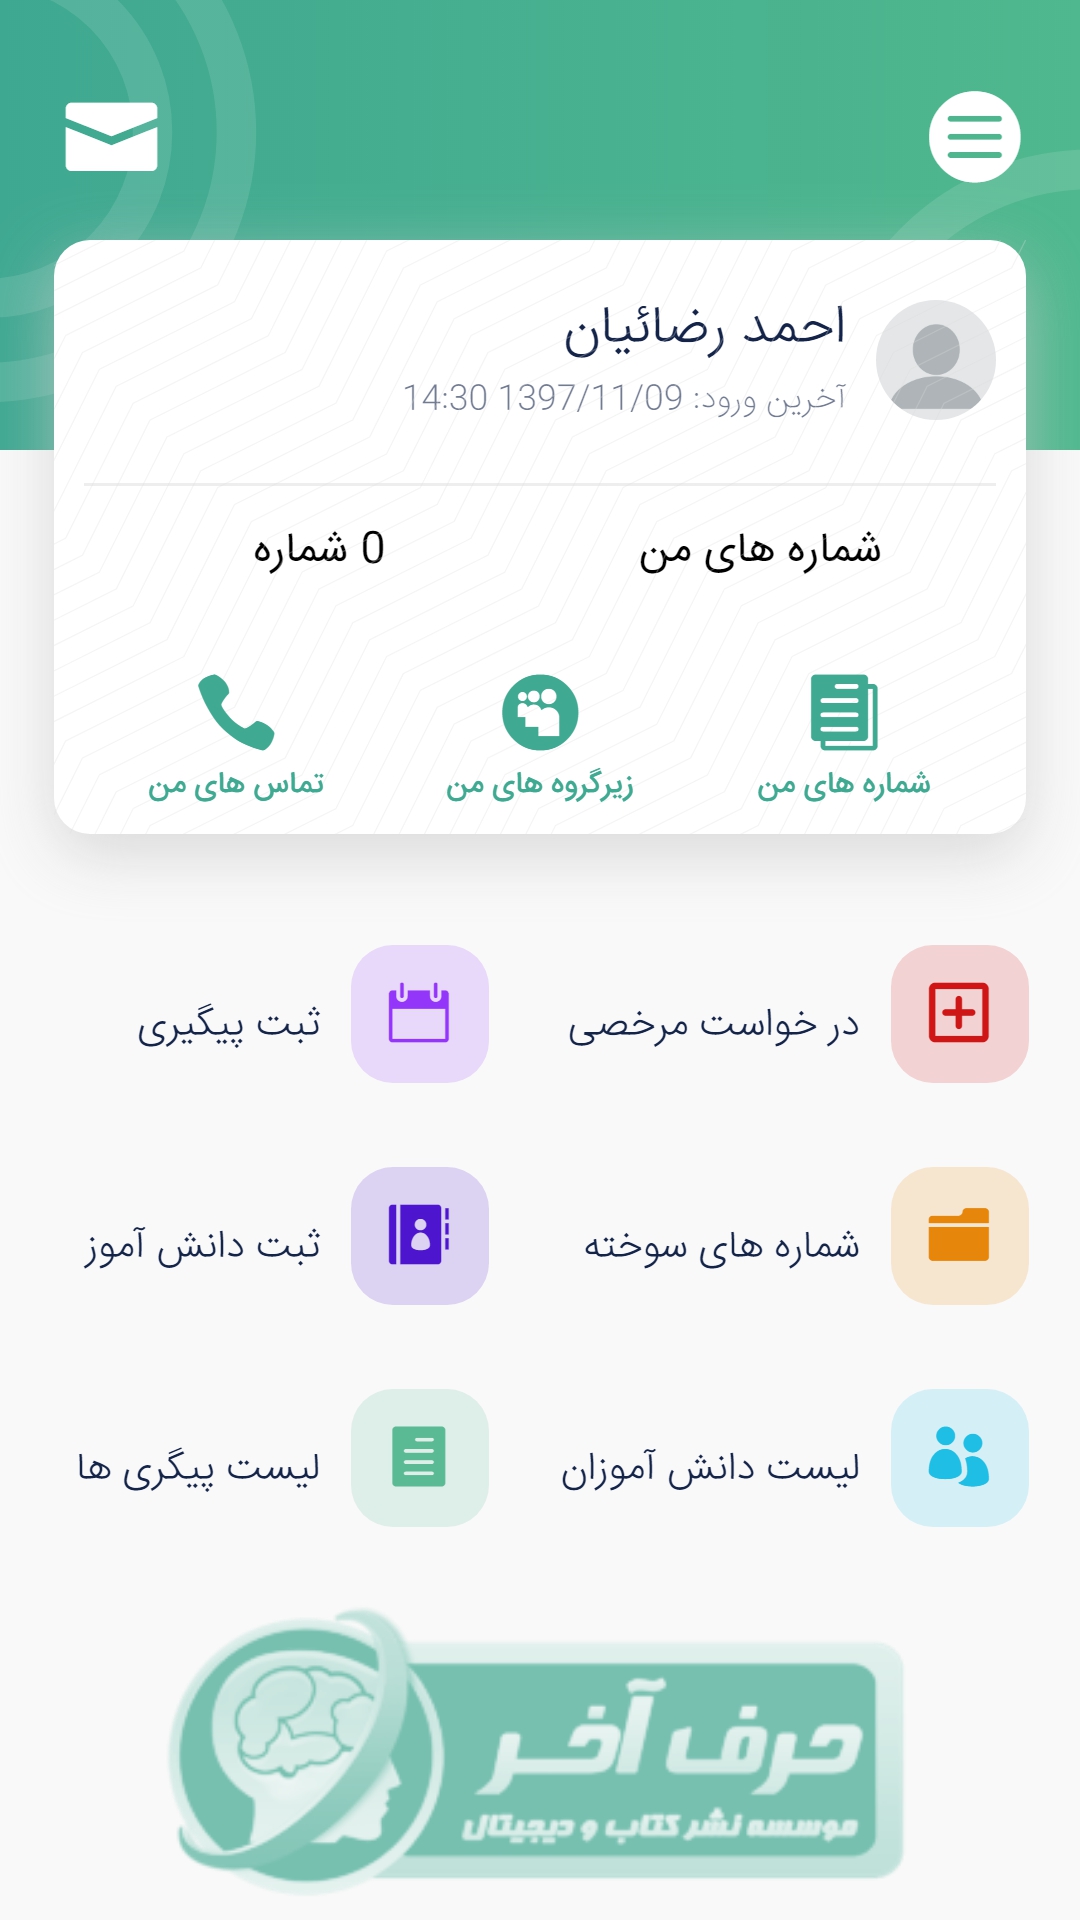 احمد رضائیان
آخرین ورود: 1397/11/09 14:30
شماره های من
0 شماره
شماره های من
زیرگروه های من
تماس های من
در خواست مرخصی
ثبت پیگیری
شماره های سوخته
ثبت دانش آموز
لیست دانش آموزان
لیست پیگری ها
حرف آخر
موسسه نشر کتاب و دیجیتال